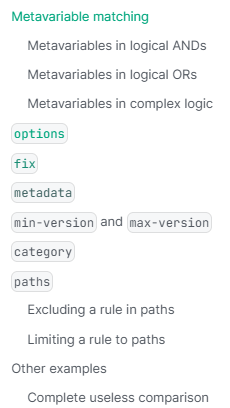 Metavariable matching
Metavariables in logical ANDs
Metavariables in logical ORs
Metavariables in complex logic
options
fix
metadata
min-version and max-version
category
paths
Excluding a rule in paths
Limiting a rule to paths
Other examples
Complete useless comparison